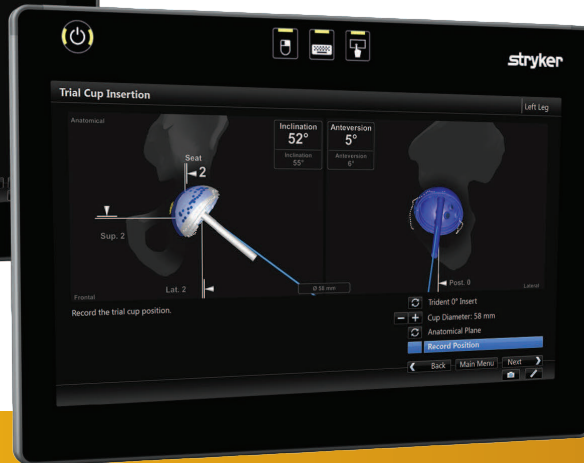 stryker
Trial Cup Insertion
Left Leg
Anatomical
Inclination
52°
Inclination
55°
Anteversion
5°
Anteversion
6°
Seat
2
Sup. 2
Lat. 2
Post. 0
Frontal
Ø 58 mm
Lateral
Record the trial cup position.
Trident 0° Insert
Cup Diameter: 58 mm
Anatomical Plane
Record Position
Back
Main Menu
Next